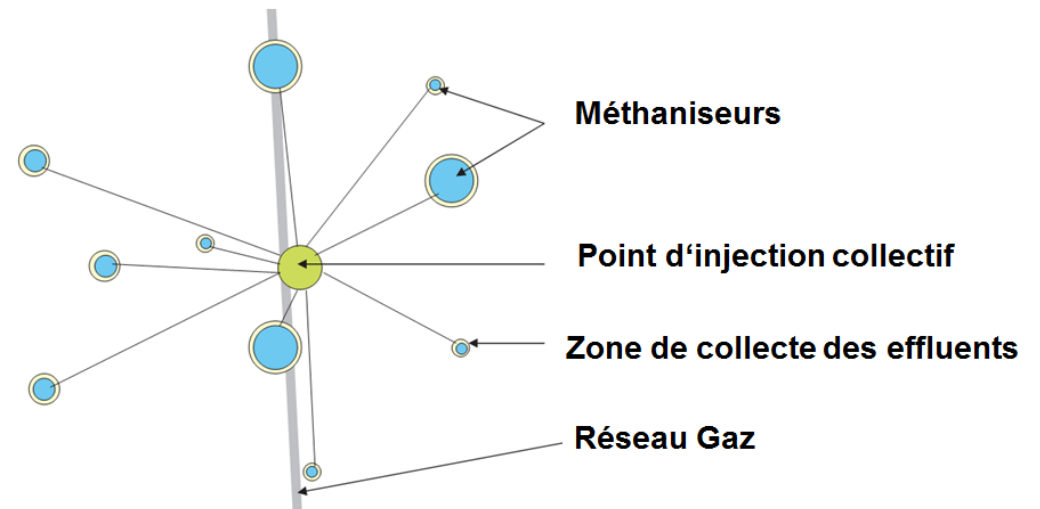 Méthaniseurs
Point d‘injection collectif
Zone de collecte des effluents
Réseau Gaz